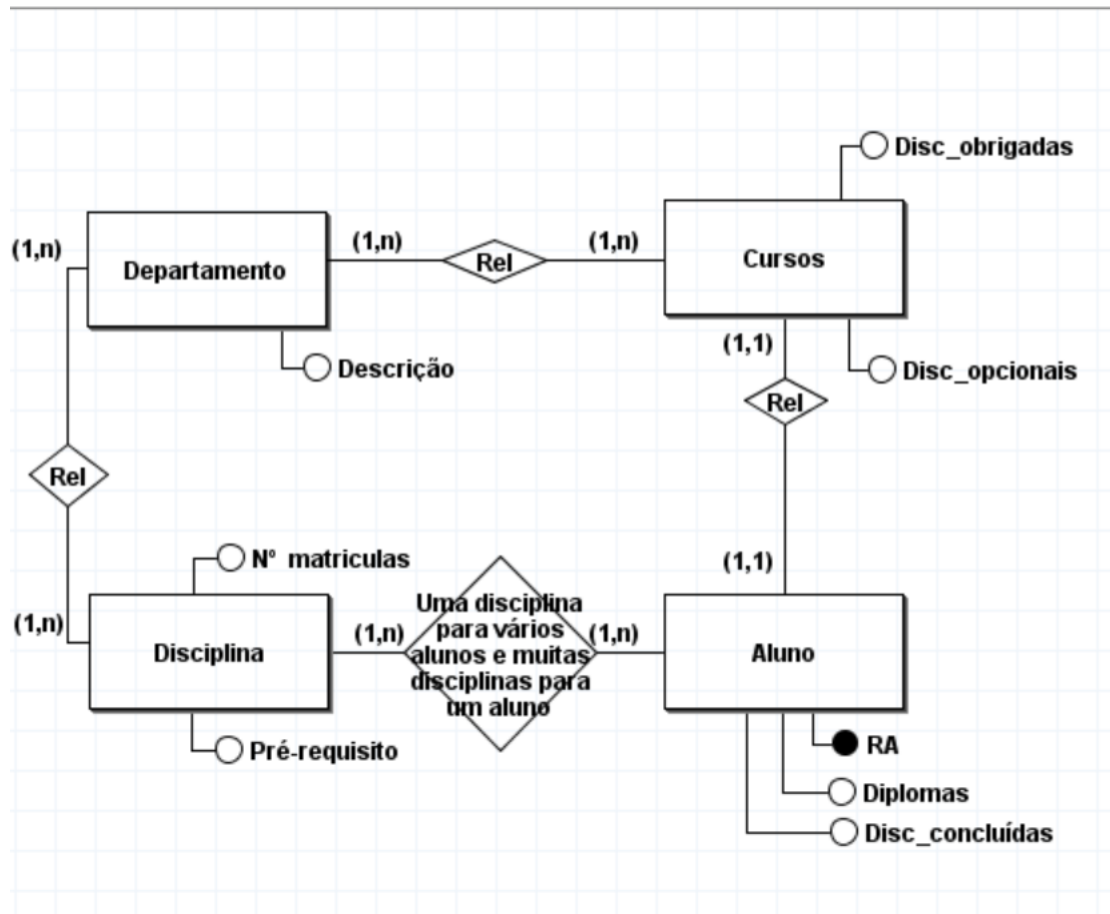 Disc_obrigadas
(1,n)
(1,n)
(1,n)
Departamento
Rel
Cursos
Descrição
(1,1)
Disc_opcionais
Rel
Rel
Nº matriculas
(1,1)
(1,n)
Disciplina
(1,n)
Uma disciplina
para vários
alunos e muitas
disciplinas para
um aluno
(1,n)
Aluno
Pré-requisito
RA
Diplomas
Disc_concluídas